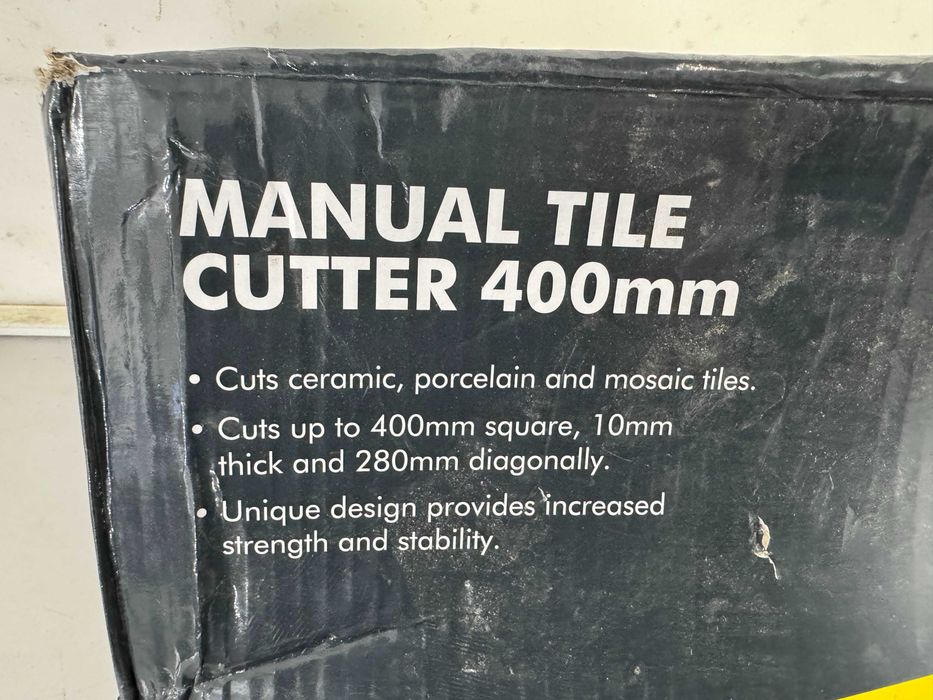 MANUAL TILE
CUTTER 400mm
• Cuts ceramic, porcelain and mosaic tiles.
• Cuts up to 400mm square, 10mm
thick and 280mm diagonally.
• Unique design provides increased
strength and stability.